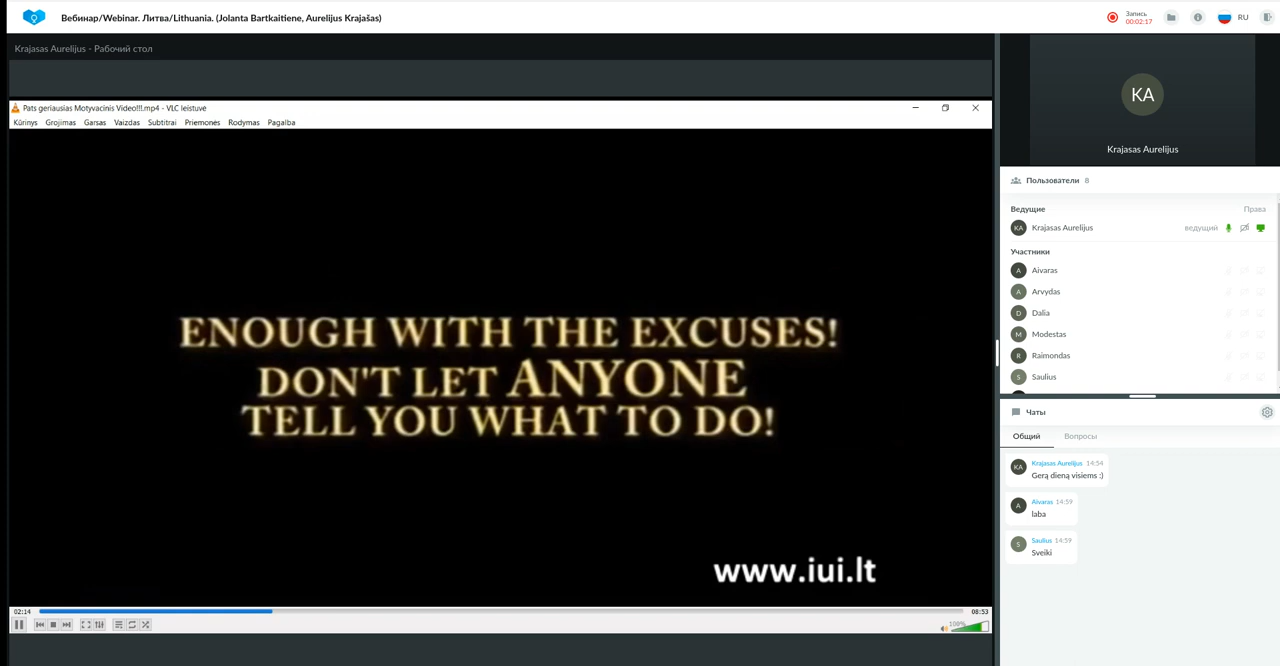 Вебинар/Webinar. Литва/Lithuania. (Jolanta Bartkaitiene, Aurelijus Krajašas)
Запись
00:02:17
RU
Krajasas Aurelijus - Рабочий стол
Pats geriausias Motyvacinis Video!!!.mp4 - VLC leistuvė
Kūrinys Grojimas Garsas Vaizdas Subtitrai Priemonės Rodymas Pagalba
ENOUGH WITH THE EXCUSES!
DON'T LET ANYONE
TELL YOU WHAT TO DO!
www.iui.lt
02:14
08:53
100%
KA
Krajasas Aurelijus
Пользователи 8
Ведущие Права
KA Krajasas Aurelijus ведущий
Участники
A Aivaras
A Arvydas
D Dalia
M Modestas
R Raimondas
S Saulius
Чаты
Общий Вопросы
KA Krajasas Aurelijus 14:54
Gerą dieną visiems :)
A Aivaras 14:59
laba
S Saulius 14:59
Sveiki